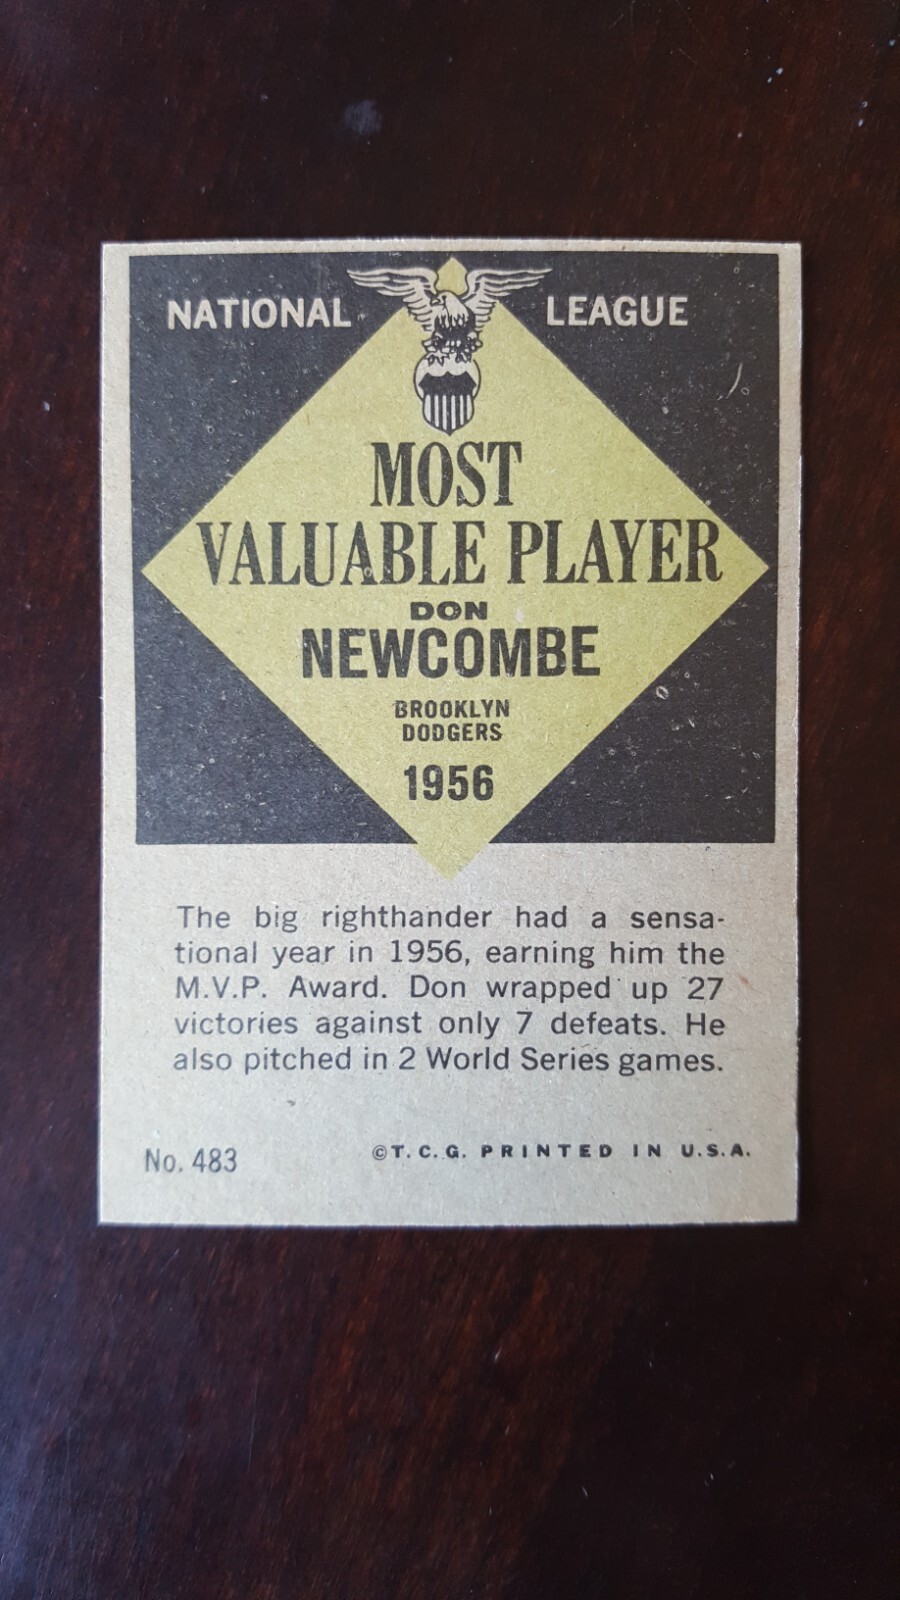 NATIONAL LEAGUE
MOST
VALUABLE PLAYER
DON
NEWCOMBE
BROOKLYN
DODGERS
1956
The big righthander had a sensa-
tional year in 1956, earning him the
M.V.P. Award. Don wrapped up 27
victories against only 7 defeats. He
also pitched in 2 World Series games.
No. 483 ©T.C.G. PRINTED IN U.S.A.